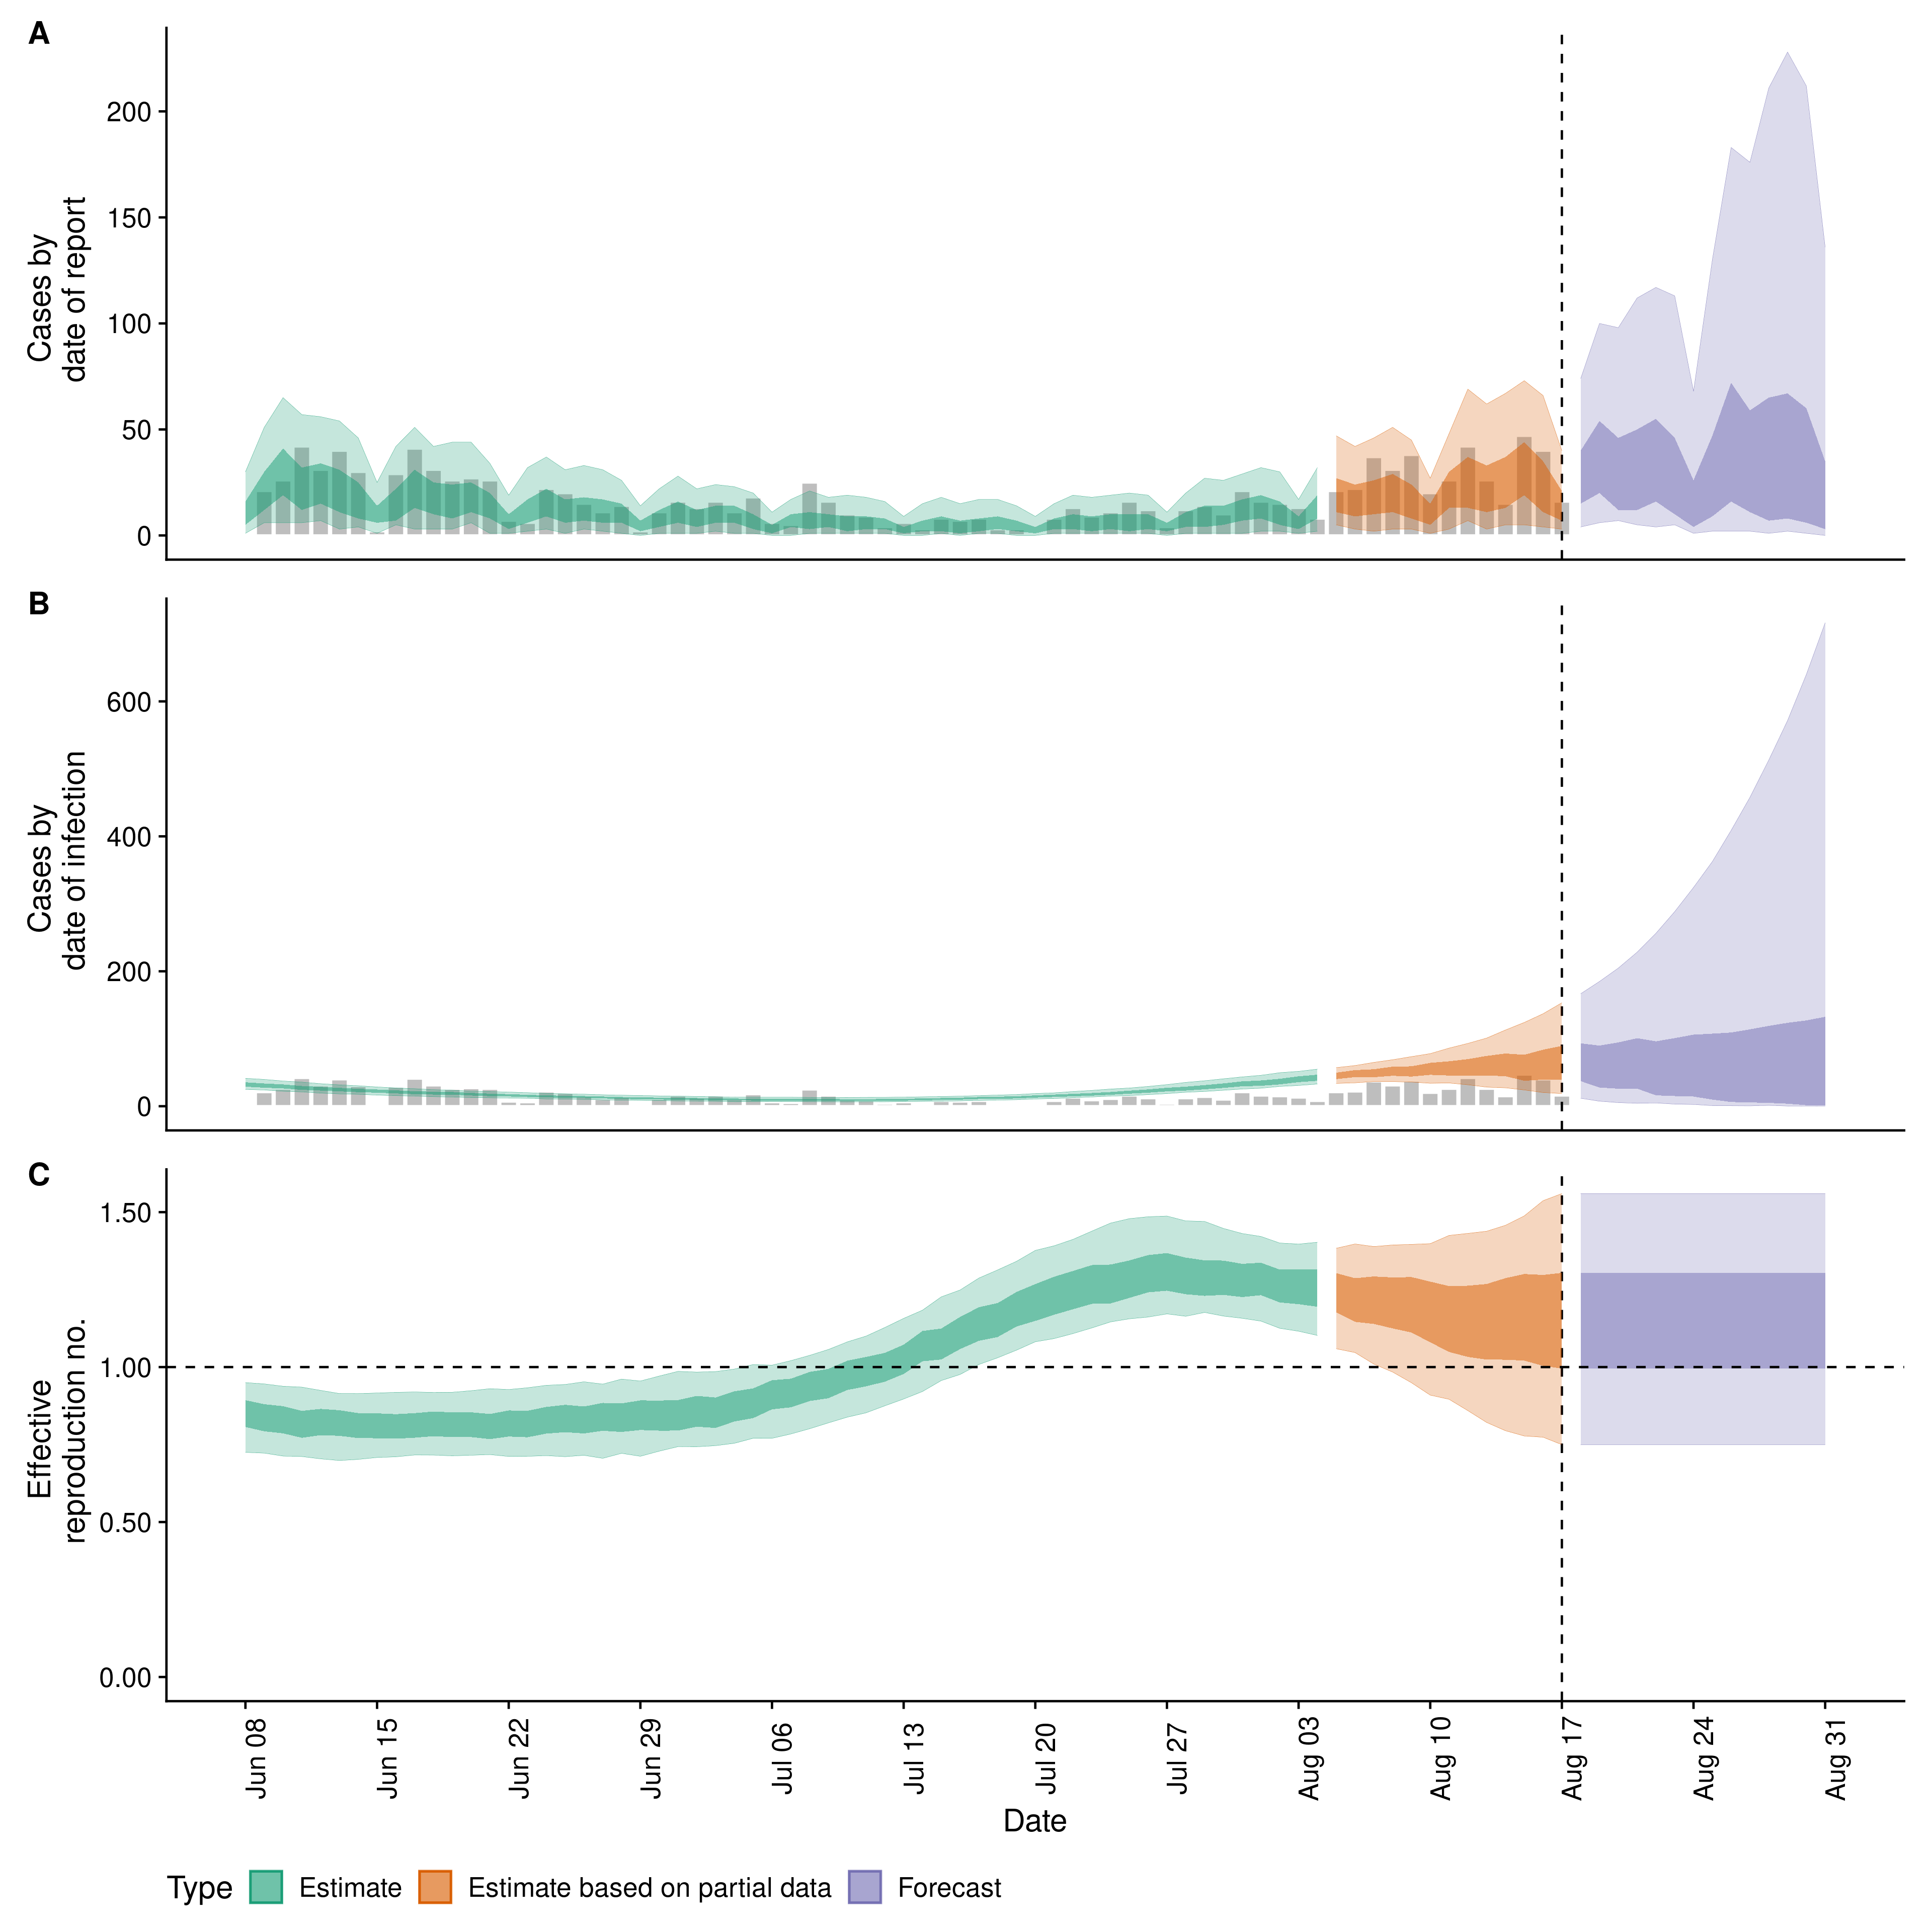 A
Cases by
date of report
200
150
100
50
0
B
Cases by
date of infection
600
400
200
0
C
Effective
reproduction no.
1.50
1.00
0.50
0.00
Jun 08
Jun 15
Jun 22
Jun 29
Jul 06
Jul 13
Jul 20
Jul 27
Aug 03
Aug 10
Aug 17
Aug 24
Aug 31
Date
Type Estimate Estimate based on partial data Forecast